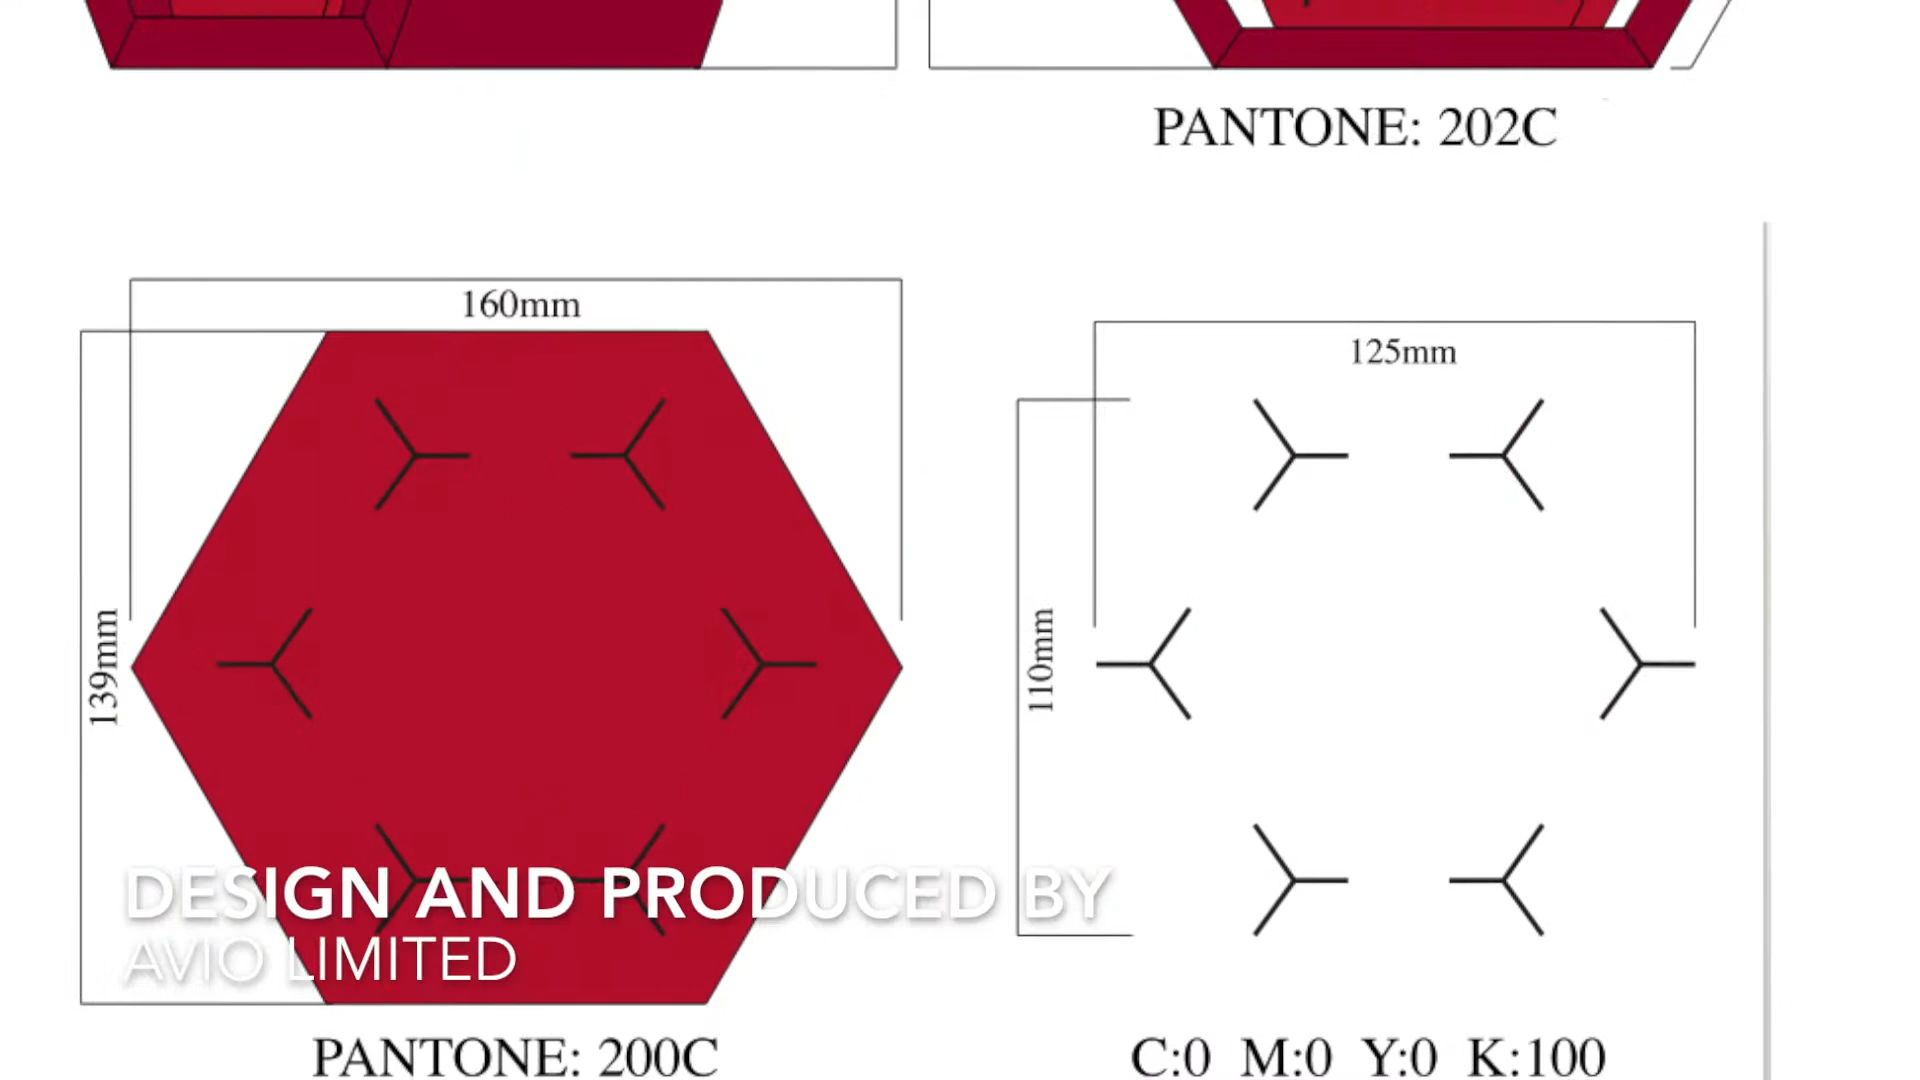 PANTONE: 202C
160mm
125mm
139mm
110mm
DESIGN AND PRODUCED BY
AVIO LIMITED
PANTONE: 200C
C:0 M:0 Y:0 K:100